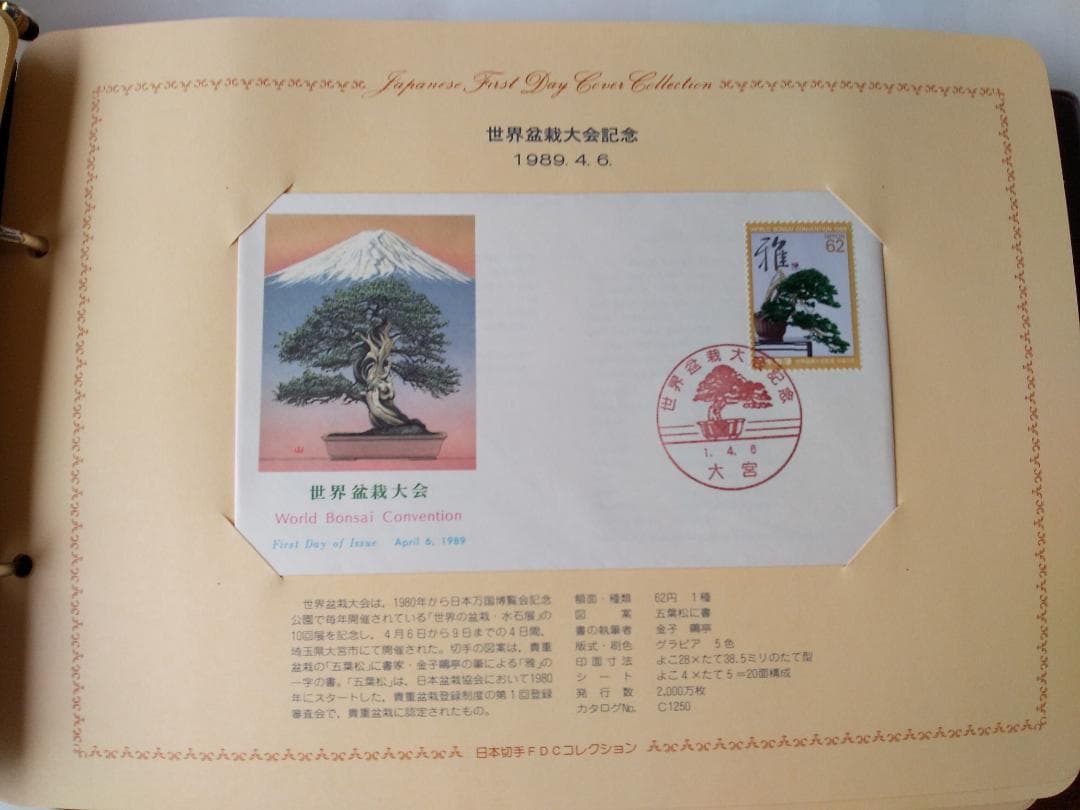 Japanese First Day Cover Collection
世界盆栽大会記念
1989. 4. 6.
WORLD BONSAI CONVENTION 1989
NIPPON
62
雅
世界盆栽大会記念
1. 4. 6
大宮
山
世界盆栽大会
World Bonsai Convention
First Day of Issue April 6, 1989
世界盆栽大会は、1980年から日本万国博覧会記念
公園で毎年開催されている「世界の盆栽・水石展」の
10回展を記念し、4月6日から9日までの4日間、
埼玉県大宮市にて開催された。切手の図案は、貴重
盆栽の「五葉松」に書家・金子鷗亭の筆による「雅」の
一字の書。「五葉松」は、日本盆栽協会において1980
年にスタートした、貴重盆栽登録制度の第1回登録
審査会で、貴重盆栽に認定されたもの。
額面・種類 62円 1種
図案 五葉松に書
書の執筆者 金子鷗亭
版式・刷色 グラビア 5色
印面寸法 よこ28×たて38.5ミリのたて型
シート よこ4×たて5=20面構成
発行数 2,000万枚
カタログNo. C1250
日本切手FDCコレクション